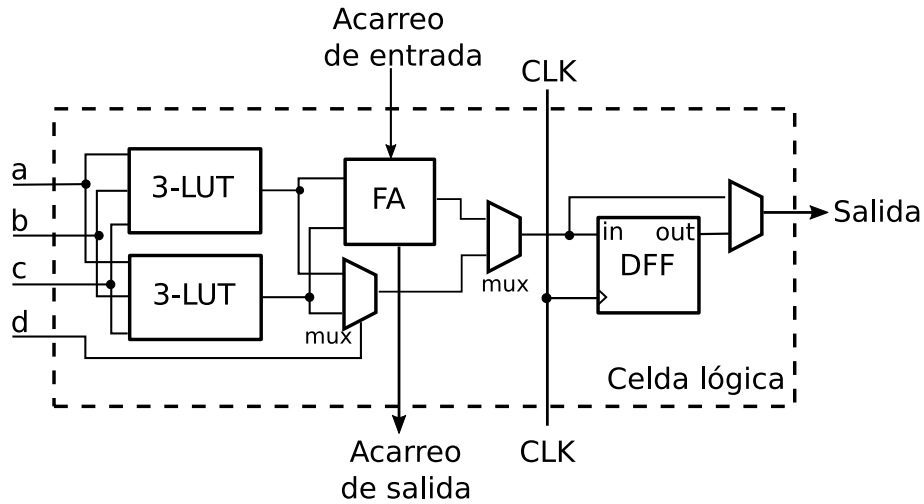 Acarreo
de entrada
CLK
a
b
c
d
3-LUT
3-LUT
FA
mux
mux
in
out
DFF
Salida
Celda lógica
Acarreo
de salida
CLK